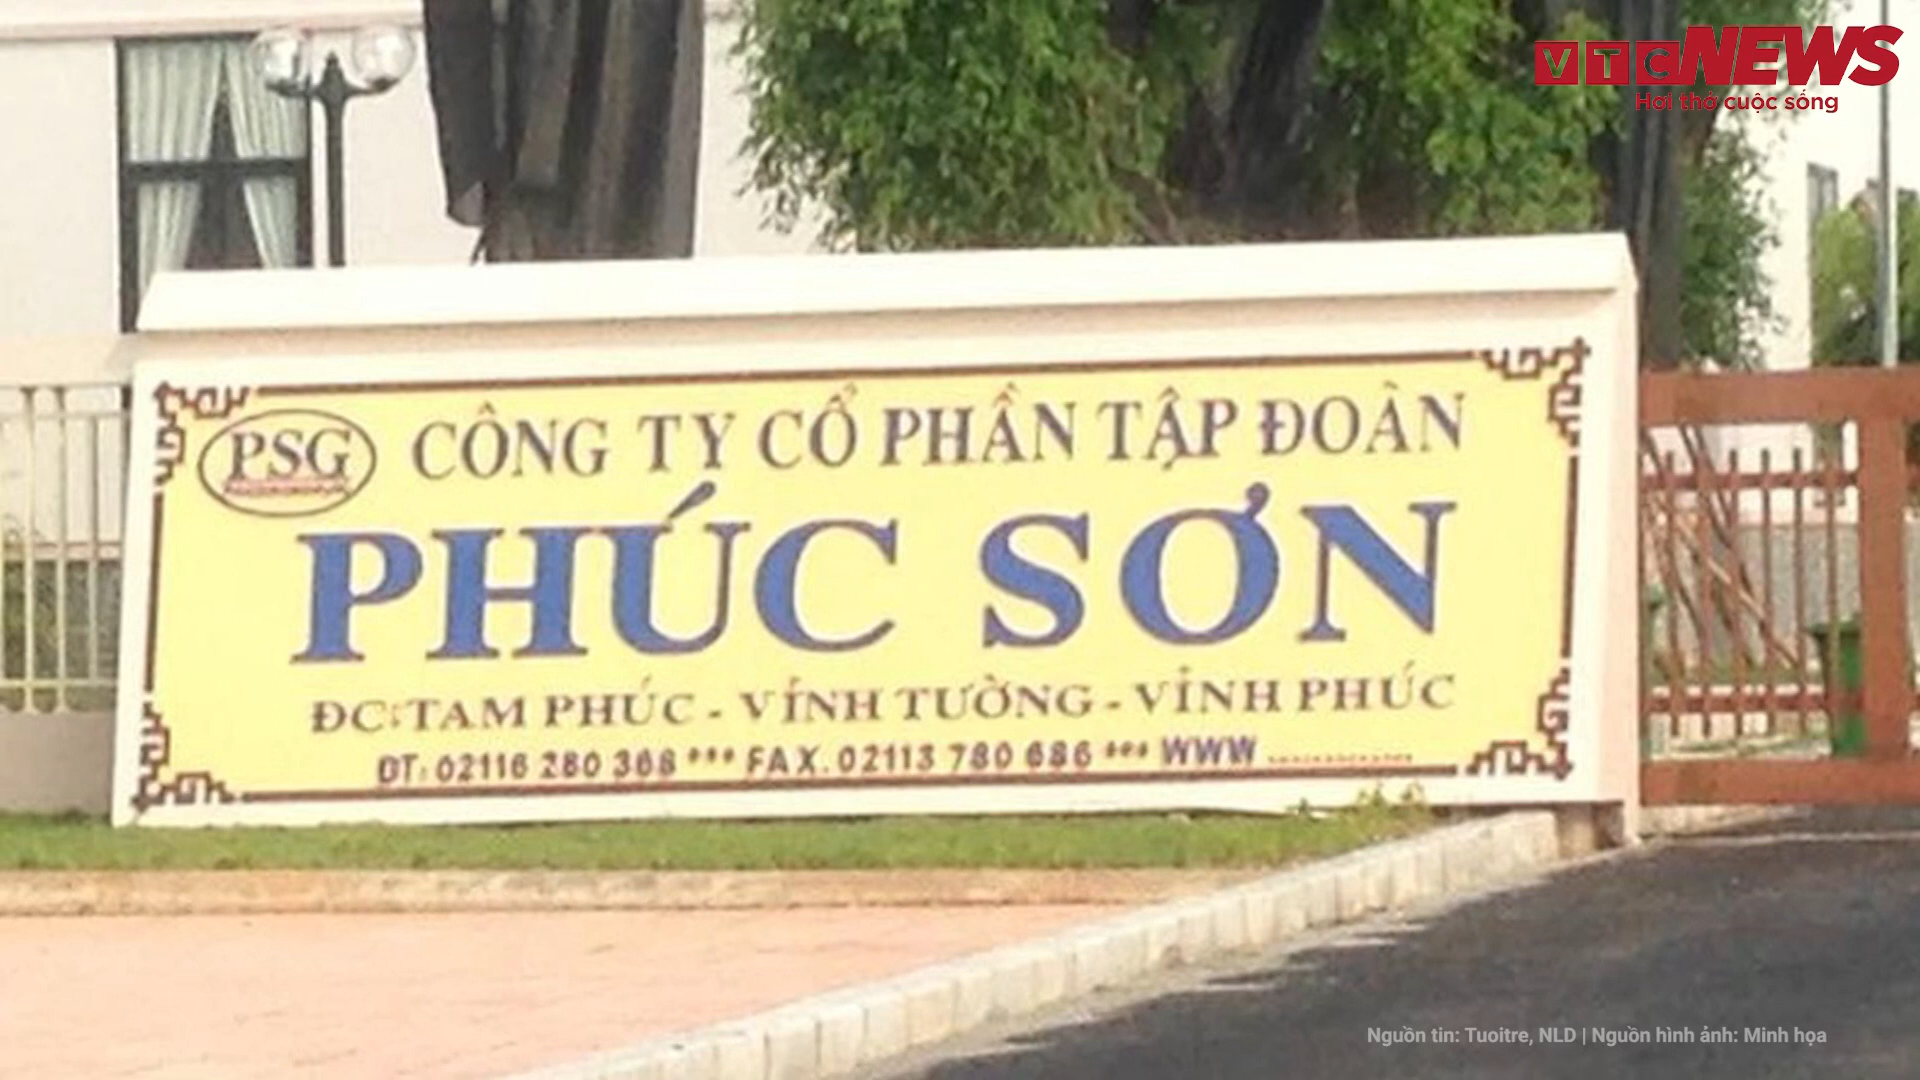 VTC NEWS
Hơi thở cuộc sống
PSG
CÔNG TY CỔ PHẦN TẬP ĐOÀN
PHÚC SƠN
ĐC:TAM PHÚC - VĨNH TƯỜNG - VĨNH PHÚC
ĐT: 02116 280 368 *** FAX. 02113 780 686 *** WWW
Nguồn tin: Tuoitre, NLD | Nguồn hình ảnh: Minh họa